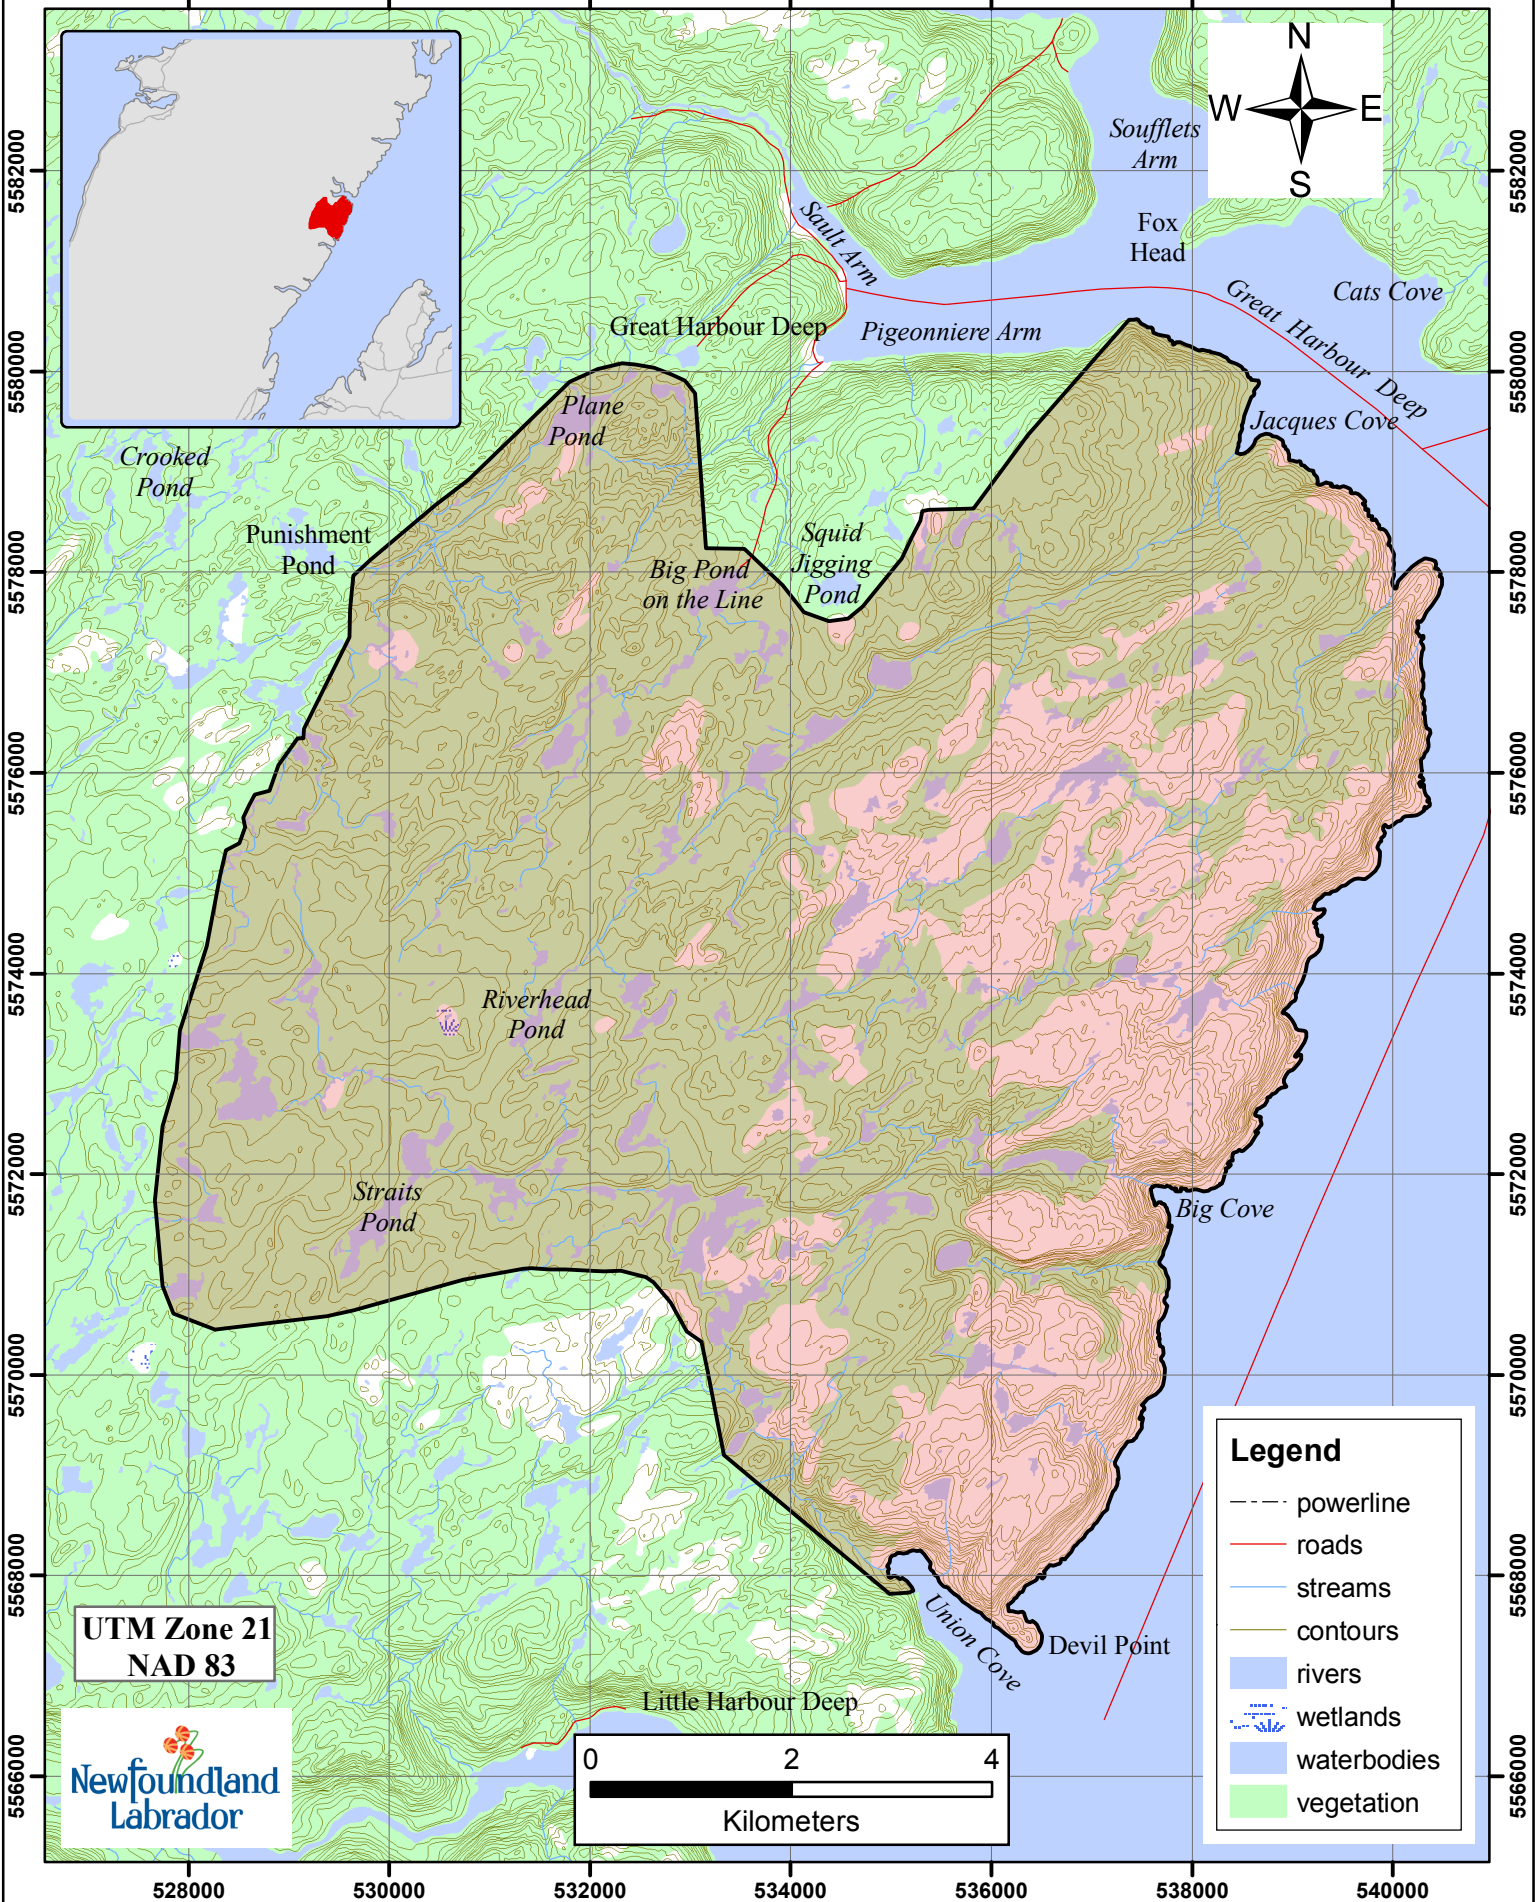 N
W
E
S
Soufflets
Arm
Fox
Head
Sault Arm
Cats Cove
Great Harbour Deep
Great Harbour Deep
Pigeonniere Arm
Jacques Cove
Plane
Pond
Crooked
Pond
Punishment
Pond
Squid
Jigging
Pond
Big Pond
on the Line
Riverhead
Pond
Straits
Pond
Big Cove
Union Cove
Devil Point
Little Harbour Deep
UTM Zone 21
NAD 83
Newfoundland
Labrador
0 2 4
Kilometers
Legend
powerline
roads
streams
contours
rivers
wetlands
waterbodies
vegetation
5582000
5580000
5578000
5576000
5574000
5572000
5570000
5568000
5566000
5582000
5580000
5578000
5576000
5574000
5572000
5570000
5568000
5566000
528000 530000 532000 534000 536000 538000 540000